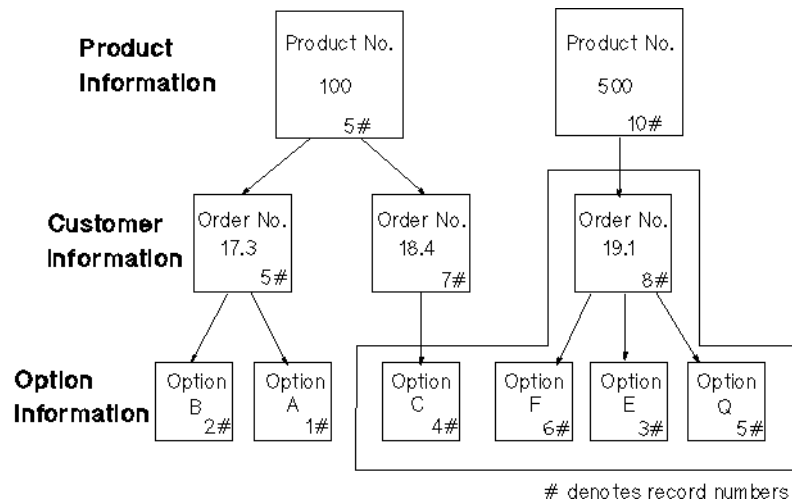 Product
Information
Product No.
100
5#
Product No.
500
10#
Customer
Information
Order No.
17.3
5#
Order No.
18.4
7#
Order No.
19.1
8#
Option
Information
Option
B
2#
Option
A
1#
Option
C
4#
Option
F
6#
Option
E
3#
Option
Q
5#
# denotes record numbers